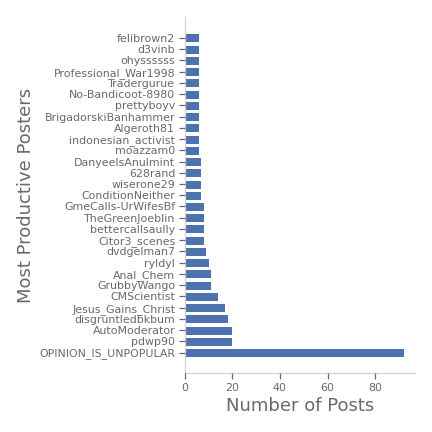 felibrown2
d3vinb
ohyssssss
Professional_War1998
Tradergurue
No-Bandicoot-8980
prettyboyv
BrigadorskiBanhammer
Algeroth81
indonesian_activist
moazzam0
DanyeelsAnulmint
628rand
wiserone29
ConditionNeither
GmeCalls-UrWifesBf
TheGreenJoeblin
bettercallsaully
Citor3_scenes
dvdgelman7
ryldyl
Anal_Chem
GrubbyWango
CMScientist
Jesus_Gains_Christ
disgruntledbkbum
AutoModerator
pdwp90
OPINION_IS_UNPOPULAR
Most Productive Posters
0 20 40 60 80
Number of Posts